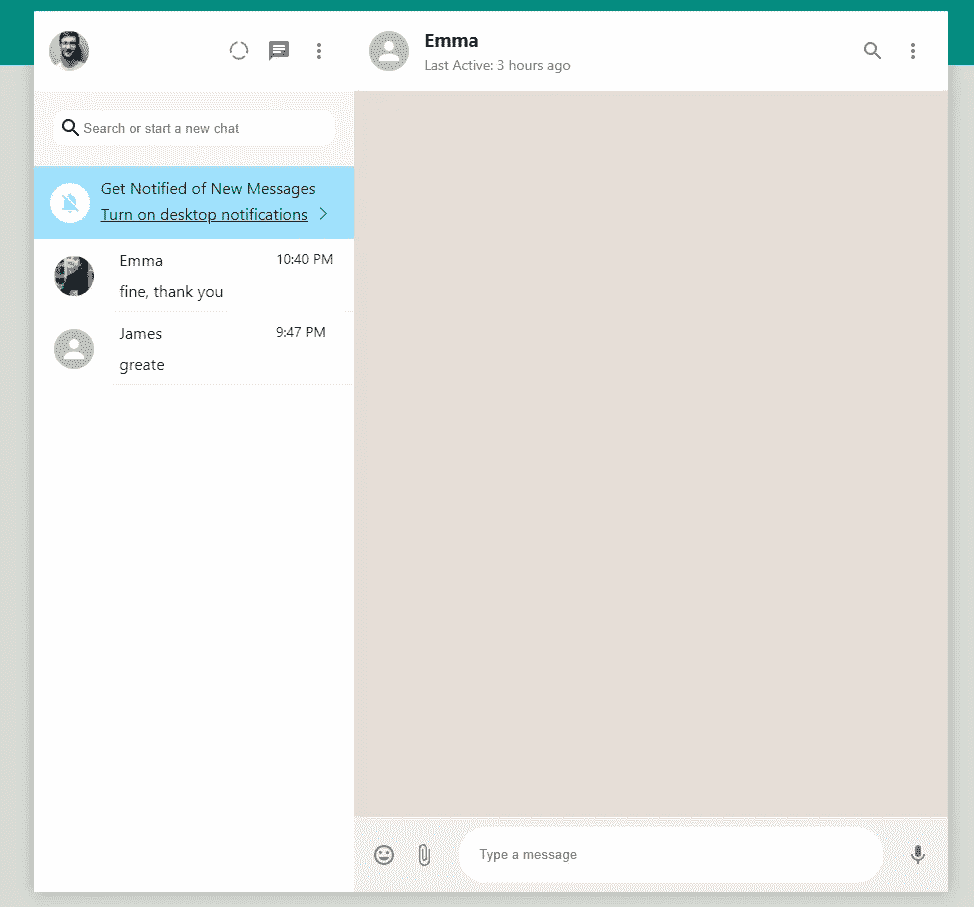 Emma
Last Active: 3 hours ago
Search or start a new chat
Get Notified of New Messages
Turn on desktop notifications
Emma 10:40 PM
fine, thank you
James 9:47 PM
greate
Type a message